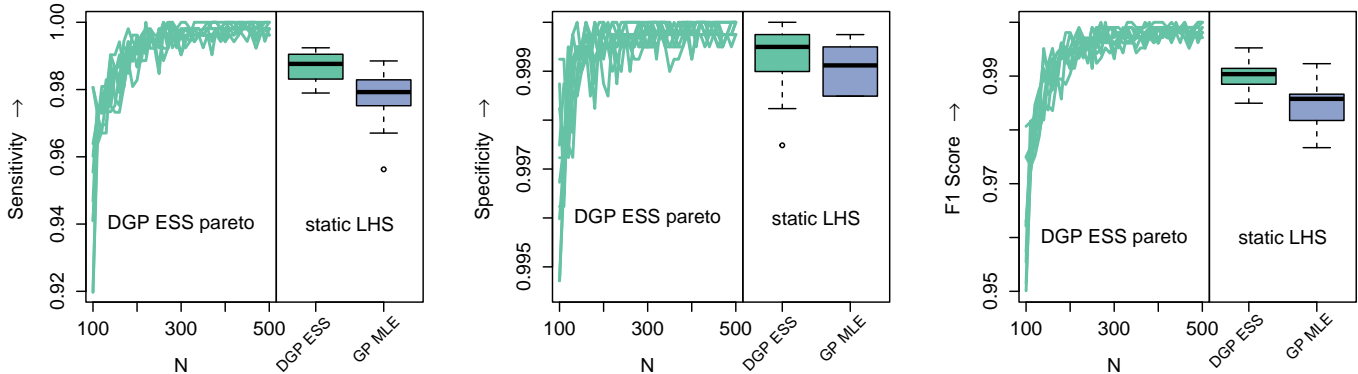 Sensitivity →
0.92
0.94
0.96
0.98
1.00
DGP ESS pareto
static LHS
100
300
500
N
DGP ESS
GP MLE
Specificity →
0.995
0.997
0.999
DGP ESS pareto
static LHS
100
300
500
N
DGP ESS
GP MLE
F1 Score →
0.95
0.97
0.99
DGP ESS pareto
static LHS
100
300
500
N
DGP ESS
GP MLE